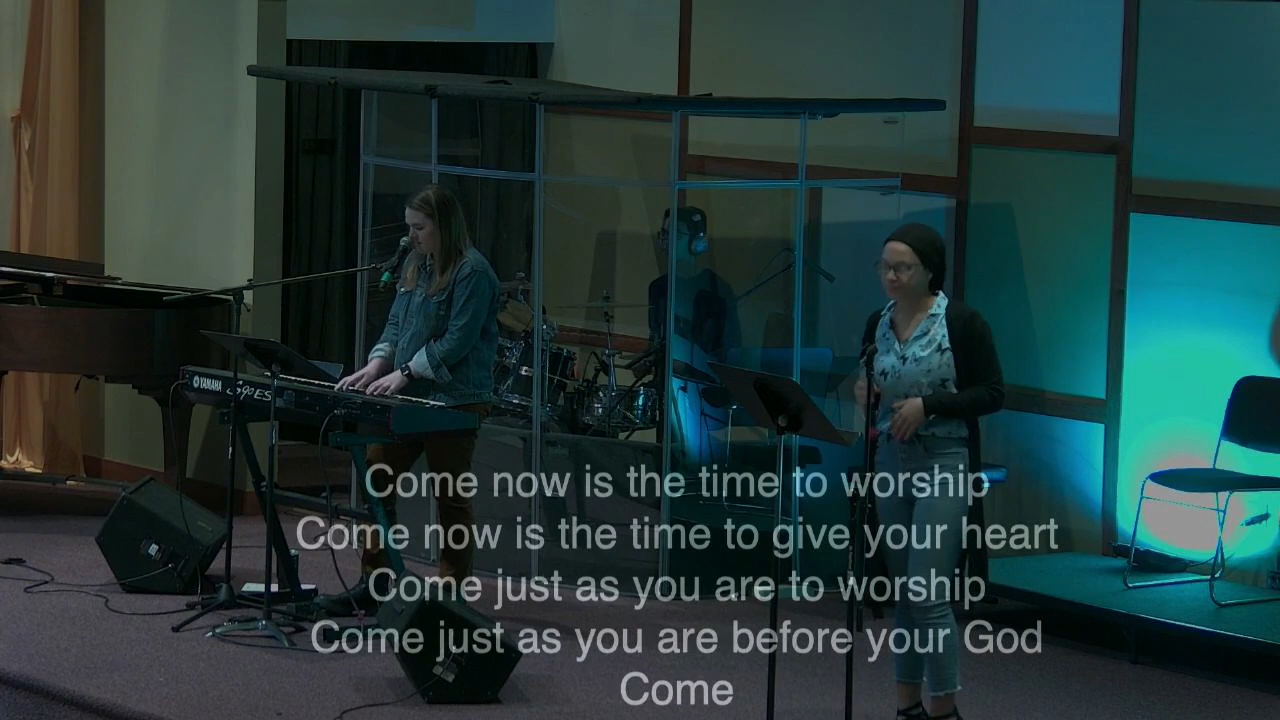 YAMAHA
Come now is the time to worship
Come now is the time to give your heart
Come just as you are to worship
Come just as you are before your God
Come